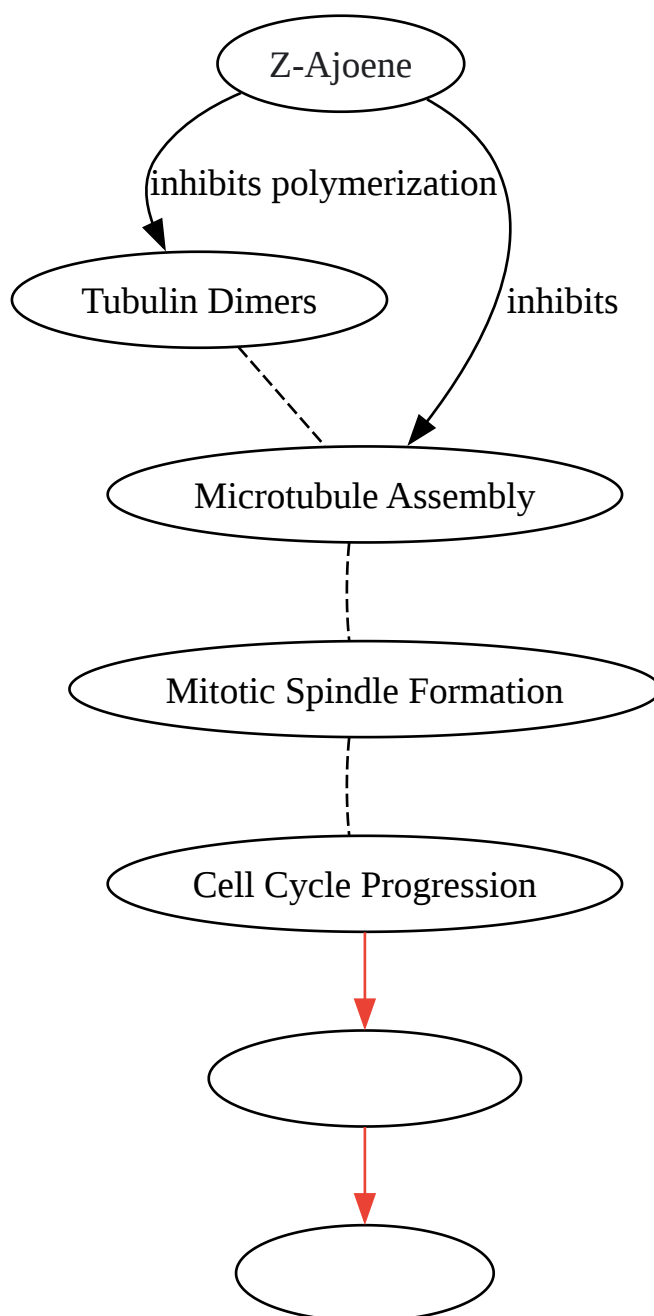 Z-Ajoene
inhibits polymerization
Tubulin Dimers
inhibits
Microtubule Assembly
Mitotic Spindle Formation
Cell Cycle Progression